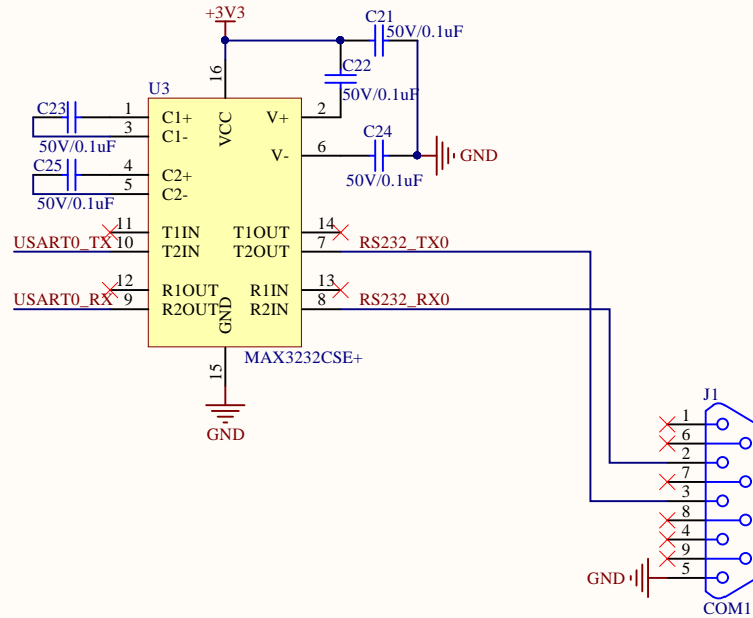 +3V3
C21
50V/0.1uF
C22
50V/0.1uF
16
U3
C23
50V/0.1uF
1
3
C1+
C1-
VCC
V+
2
C24
50V/0.1uF
V-
6
GND
C25
50V/0.1uF
4
5
C2+
C2-
11
T1IN
T1OUT
14
USART0_TX
10
T2IN
T2OUT
7
RS232_TX0
12
R1OUT
R1IN
13
USART0_RX
9
R2OUT
R2IN
8
RS232_RX0
GND
15
MAX3232CSE+
GND
J1
1
6
2
7
3
8
4
9
5
GND
COM1